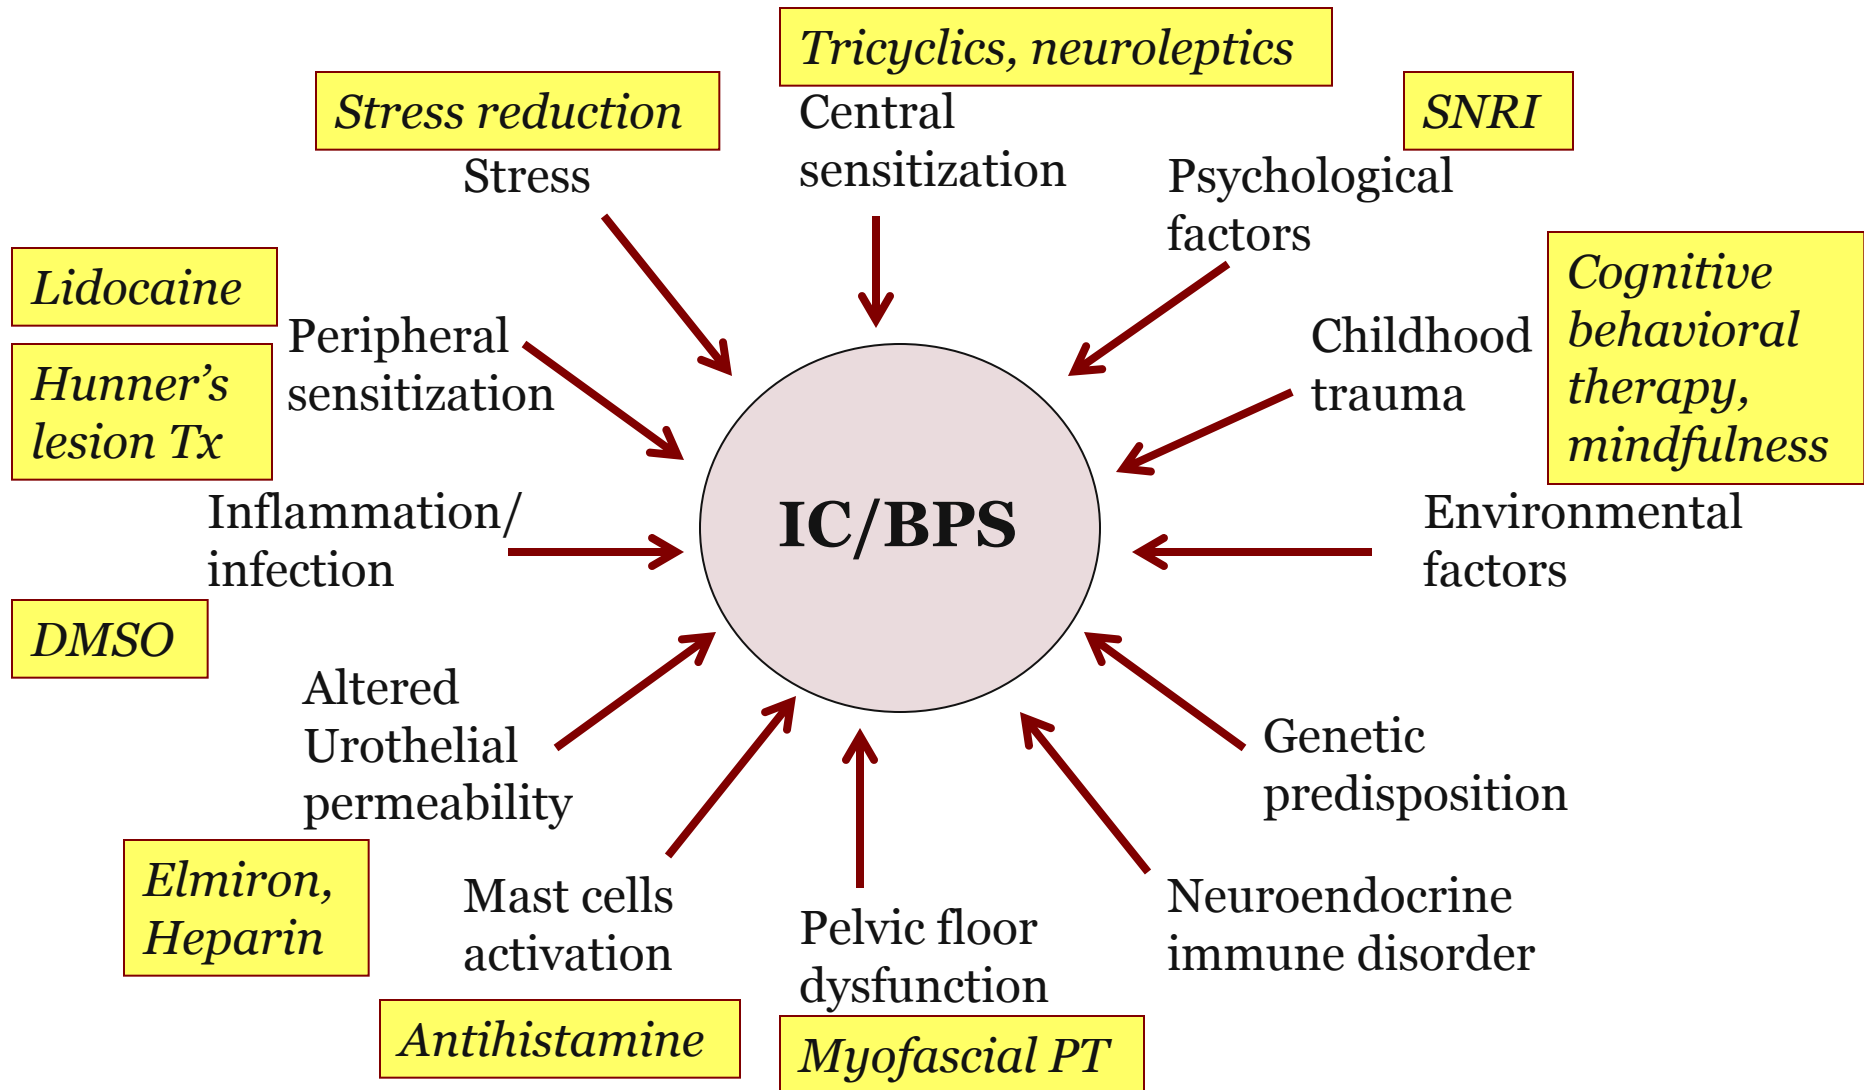 Tricyclics, neuroleptics
Central
sensitization
Stress reduction
Stress
SNRI
Psychological
factors
Lidocaine
Peripheral
sensitization
Hunner’s
lesion Tx
Childhood
trauma
Cognitive
behavioral
therapy,
mindfulness
Inflammation/
infection
IC/BPS
Environmental
factors
DMSO
Altered
Urothelial
permeability
Elmiron,
Heparin
Genetic
predisposition
Mast cells
activation
Antihistamine
Pelvic floor
dysfunction
Myofascial PT
Neuroendocrine
immune disorder